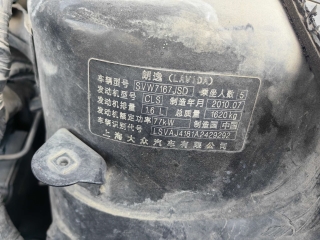 朗逸 (LAVIDA)
车辆型号 SVW7167JSD 乘坐人数 5
发动机型号 CLS 制造年月 2010.07
发动机排量 1.6 L 总质量 1620kg
发动机额定功率 77kW 制造国 中国
车辆识别代号 LSVAJ4181A2429292
上海大众汽车有限公司